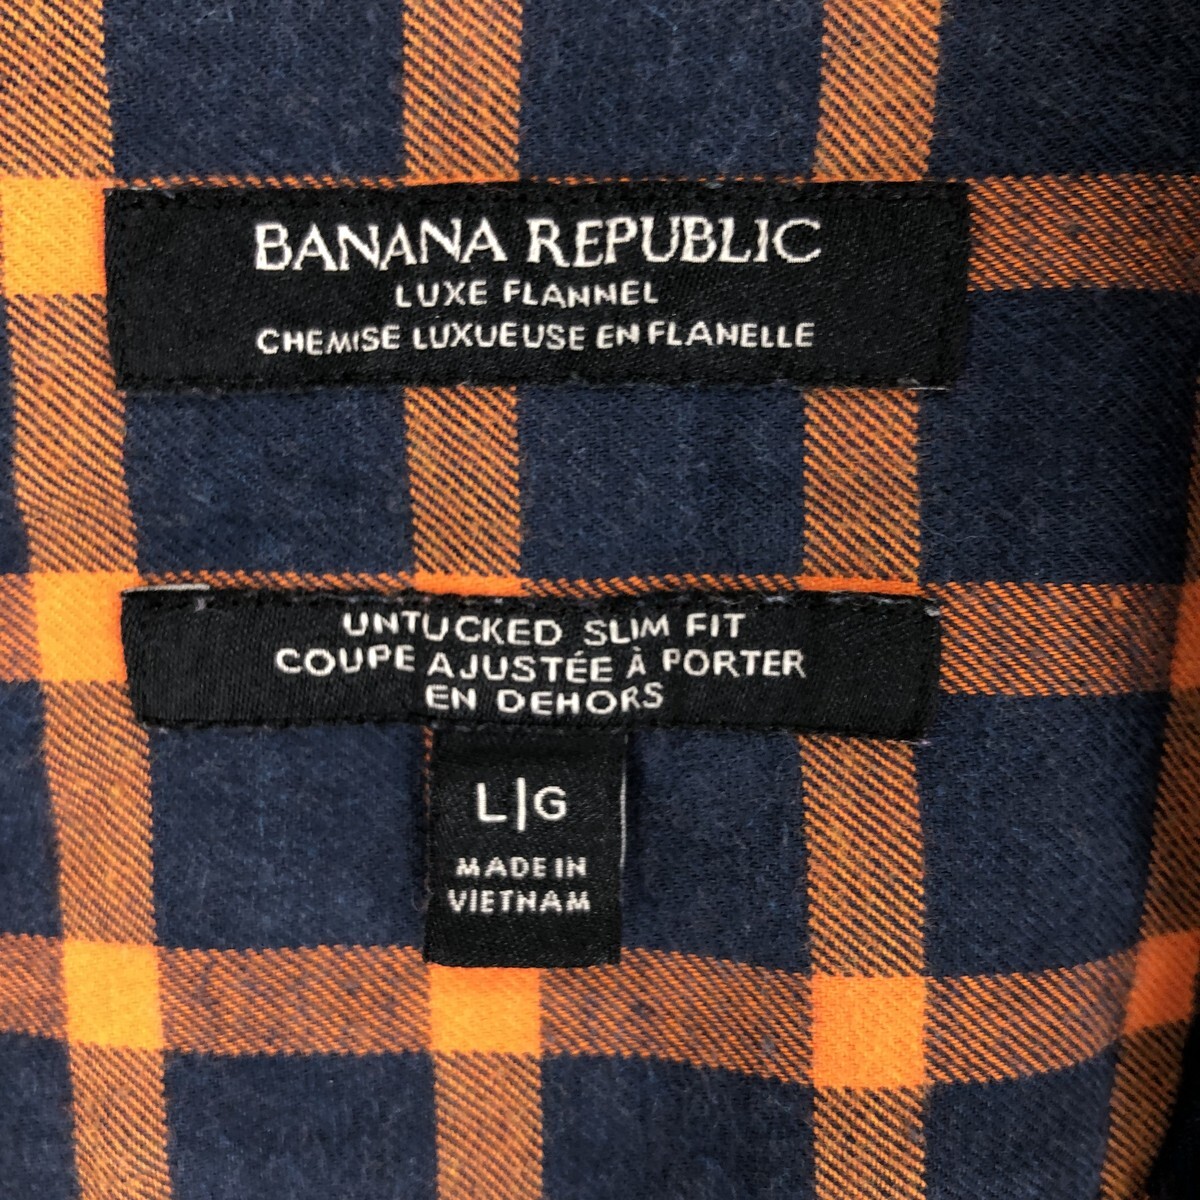 BANANA REPUBLIC
LUXE FLANNEL
CHEMISE LUXUEUSE EN FLANELLE
UNTUCKED SLIM FIT
COUPE AJUSTÉE À PORTER
EN DEHORS
L|G
MADE IN
VIETNAM